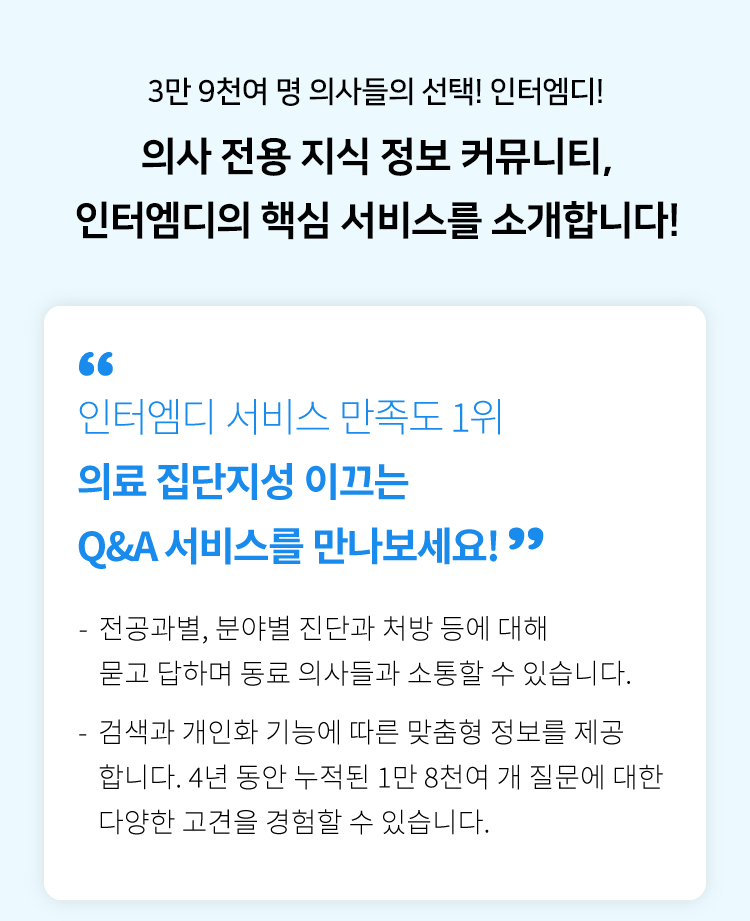 3만 9천여 명 의사들의 선택! 인터엠디!
의사 전용 지식 정보 커뮤니티,
인터엠디의 핵심 서비스를 소개합니다!
“
인터엠디 서비스 만족도 1위
의료 집단지성 이끄는
Q&A 서비스를 만나보세요! ”
- 전공과별, 분야별 진단과 처방 등에 대해
묻고 답하며 동료 의사들과 소통할 수 있습니다.
- 검색과 개인화 기능에 따른 맞춤형 정보를 제공
합니다. 4년 동안 누적된 1만 8천여 개 질문에 대한
다양한 고견을 경험할 수 있습니다.